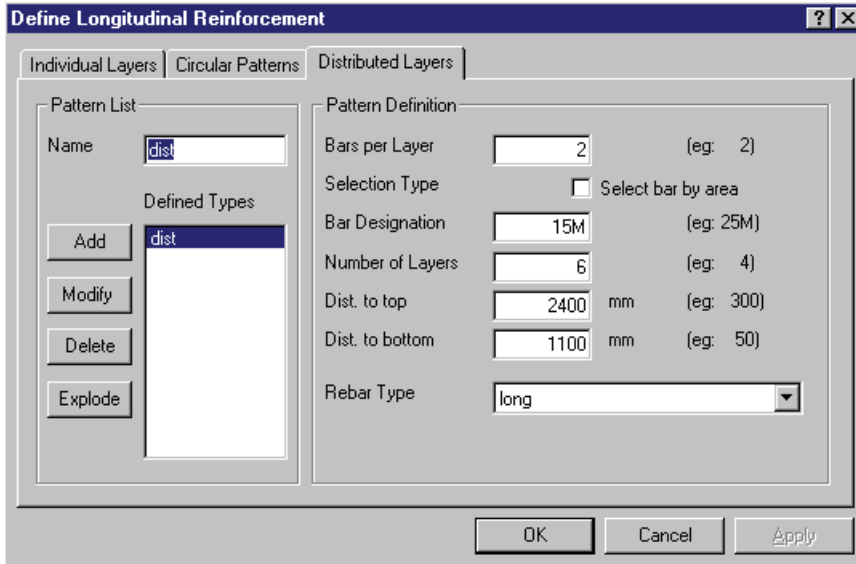 Define Longitudinal Reinforcement
Individual Layers Circular Patterns Distributed Layers
Pattern List
Name dist
Defined Types
dist
Add
Modify
Delete
Explode
Pattern Definition
Bars per Layer 2 (eg: 2)
Selection Type Select bar by area
Bar Designation 15M (eg: 25M)
Number of Layers 6 (eg: 4)
Dist. to top 2400 mm (eg: 300)
Dist. to bottom 1100 mm (eg: 50)
Rebar Type long
OK Cancel Apply